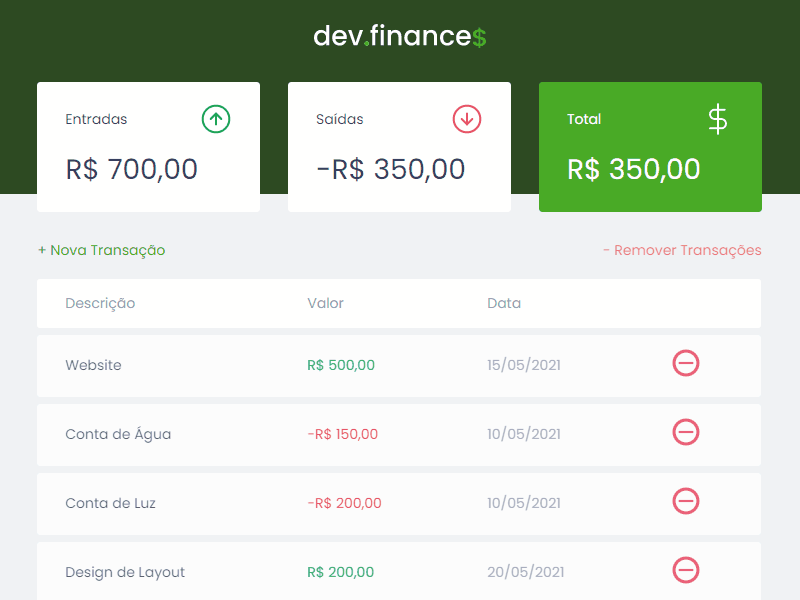 dev.finance$
Entradas
R$ 700,00
Saídas
-R$ 350,00
Total
R$ 350,00
+ Nova Transação
- Remover Transações
Descrição Valor Data
Website R$ 500,00 15/05/2021
Conta de Água -R$ 150,00 10/05/2021
Conta de Luz -R$ 200,00 10/05/2021
Design de Layout R$ 200,00 20/05/2021